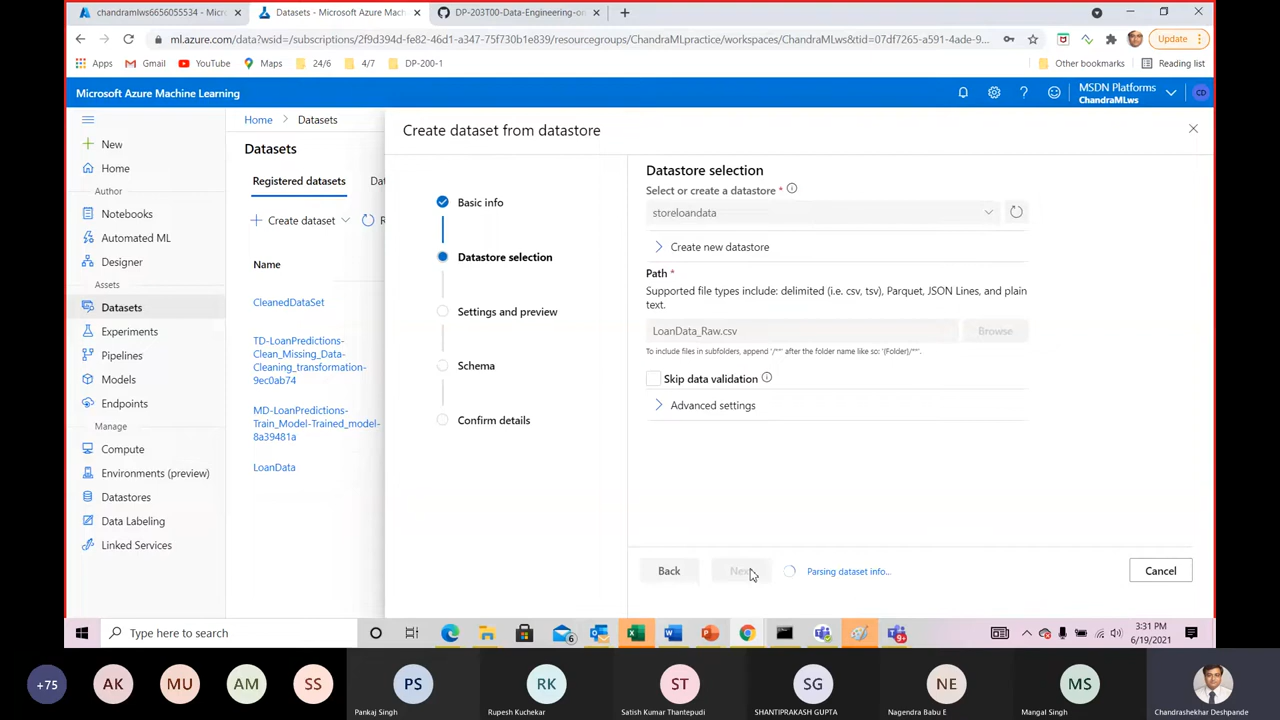 chandramlws6656055534 - Micro
Datasets - Microsoft Azure Machine
DP-203T00-Data-Engineering-on
ml.azure.com/data?wsid=/subscriptions/2f9d394d-fe82-46d1-a347-75f730b1e839/resourcegroups/ChandraMLpractice/workspaces/ChandraMLws&tid=07df7265-a591-4ade-9...
Update
Apps
Gmail
YouTube
Maps
24/6
4/7
DP-200-1
Other bookmarks
Reading list
Microsoft Azure Machine Learning
MSDN Platforms
ChandraMLws
CD
New
Home
Author
Notebooks
Automated ML
Designer
Assets
Datasets
Experiments
Pipelines
Models
Endpoints
Manage
Compute
Environments (preview)
Datastores
Data Labeling
Linked Services
Home > Datasets
Datasets
Registered datasets
Dat
Create dataset
R
Name
CleanedDataSet
TD-LoanPredictions-
Clean_Missing_Data-
Cleaning_transformation-
9ec0ab74
MD-LoanPredictions-
Train_Model-Trained_model-
8a39481a
LoanData
Create dataset from datastore
Basic info
Datastore selection
Settings and preview
Schema
Confirm details
Datastore selection
Select or create a datastore *
storeloandata
Create new datastore
Path *
Supported file types include: delimited (i.e. csv, tsv), Parquet, JSON Lines, and plain
text.
LoanData_Raw.csv
Browse
To include files in subfolders, append '/**' after the folder name like so: '{Folder}/**'.
Skip data validation
Advanced settings
Back
Next
Parsing dataset info...
Cancel
Type here to search
6
9+
3:31 PM
6/19/2021
+75
AK
MU
AM
SS
PS
Pankaj Singh
RK
Rupesh Kuchekar
ST
Satish Kumar Thantepudi
SG
SHANTIPRAKASH GUPTA
NE
Nagendra Babu E
MS
Mangal Singh
Chandrashekhar Deshpande